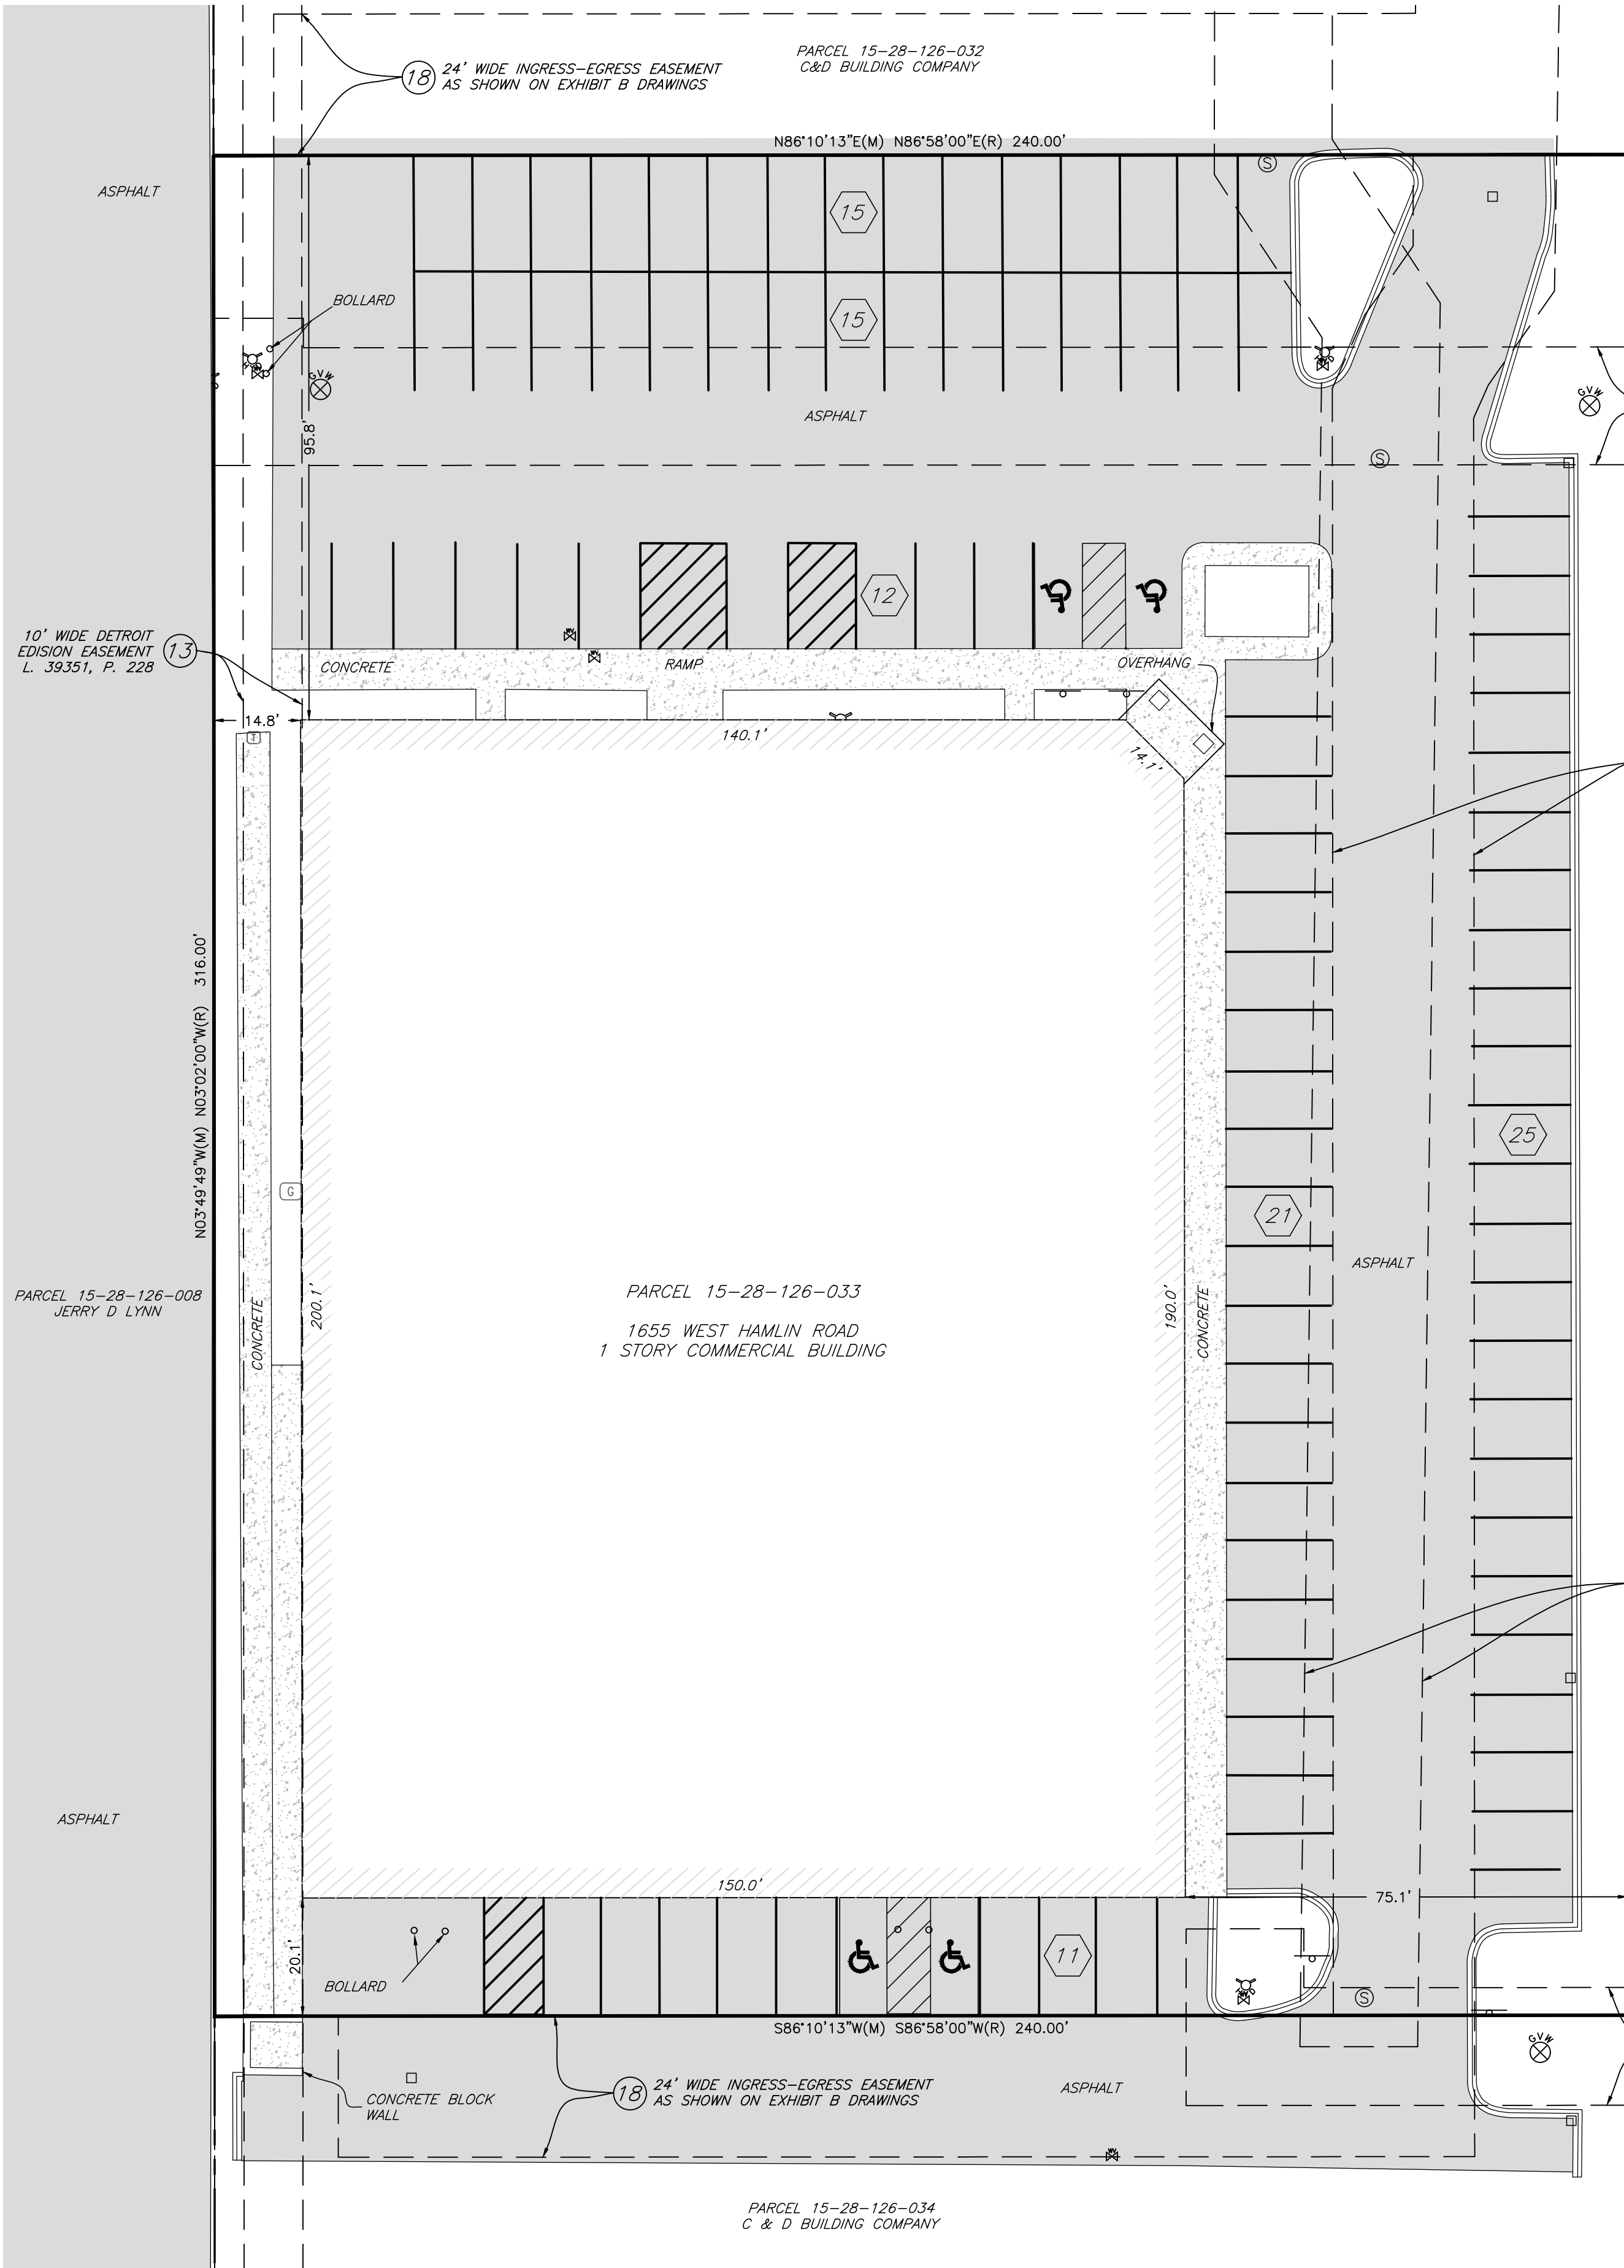 PARCEL 15-28-126-032
C&D BUILDING COMPANY
18
24' WIDE INGRESS-EGRESS EASEMENT
AS SHOWN ON EXHIBIT B DRAWINGS
N86°10'13"E(M) N86°58'00"E(R) 240.00'
S
ASPHALT
15
BOLLARD
15
GVW
GVW
ASPHALT
95.8'
S
12
10' WIDE DETROIT
EDISION EASEMENT
L. 39351, P. 228
13
CONCRETE
RAMP
OVERHANG
14.8'
T
140.1'
14.1'
N03°49'49"W(M) N03°02'00"W(R) 316.00'
25
G
21
ASPHALT
PARCEL 15-28-126-008
JERRY D LYNN
CONCRETE
200.1'
PARCEL 15-28-126-033
1655 WEST HAMLIN ROAD
1 STORY COMMERCIAL BUILDING
190.0'
CONCRETE
ASPHALT
150.0'
75.1'
20.1'
BOLLARD
11
S
S86°10'13"W(M) S86°58'00"W(R) 240.00'
GVW
CONCRETE BLOCK
WALL
18
24' WIDE INGRESS-EGRESS EASEMENT
AS SHOWN ON EXHIBIT B DRAWINGS
ASPHALT
PARCEL 15-28-126-034
C & D BUILDING COMPANY